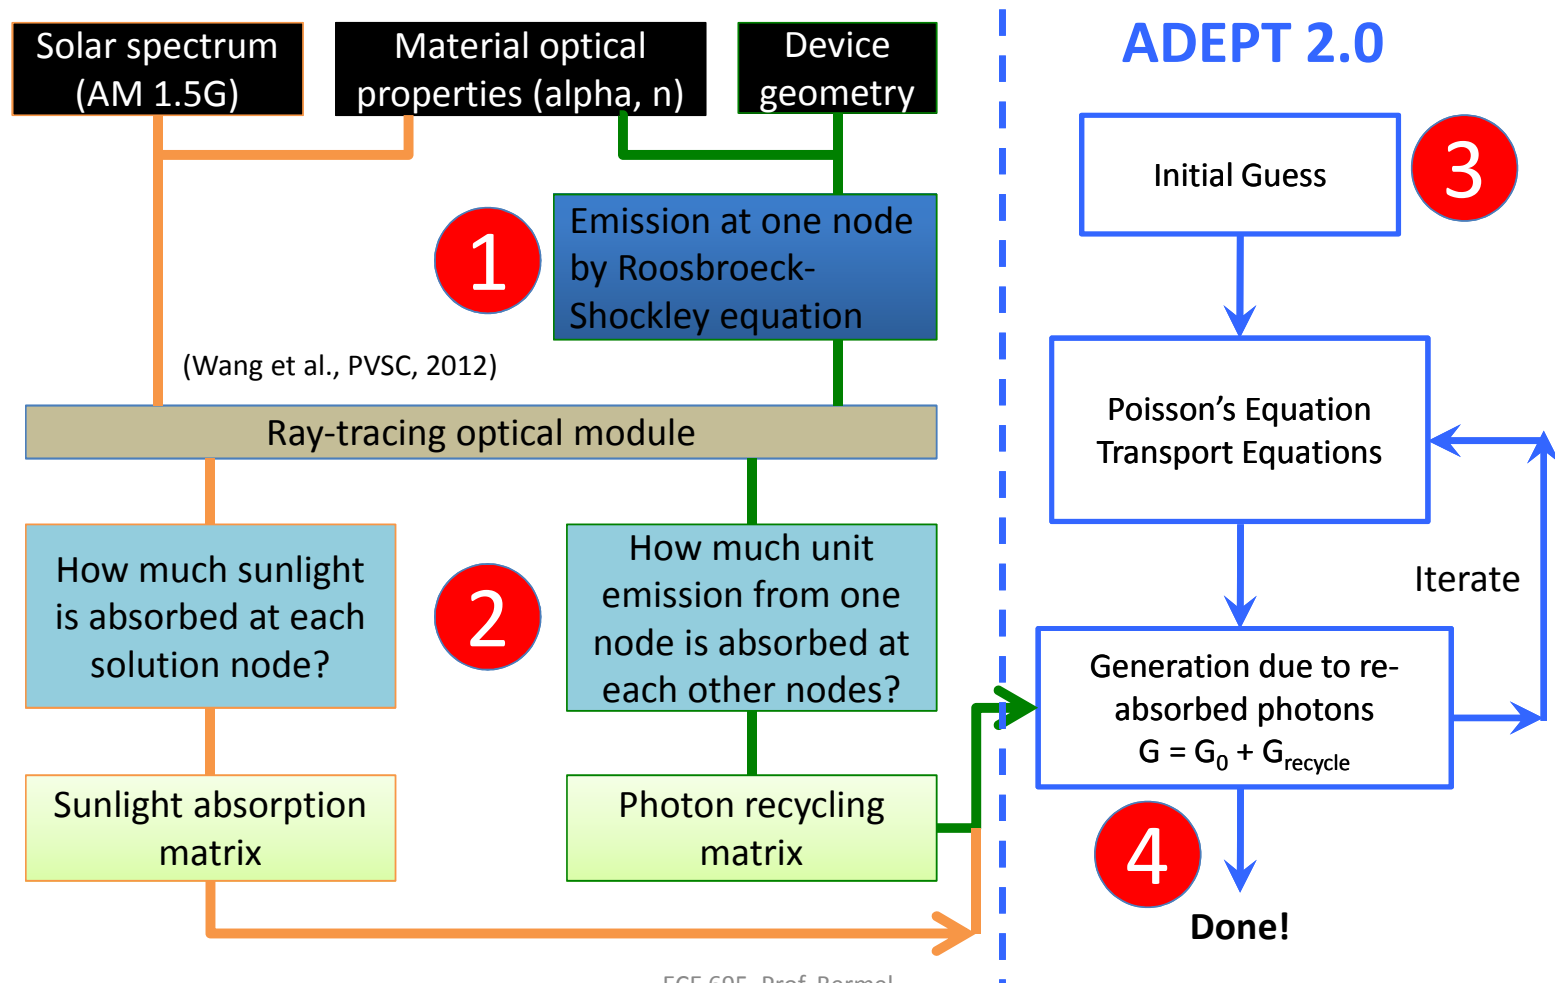 Solar spectrum
(AM 1.5G)
Material optical
properties (alpha, n)
Device
geometry
1
Emission at one node
by Roosbroeck-
Shockley equation
(Wang et al., PVSC, 2012)
Ray-tracing optical module
How much sunlight
is absorbed at each
solution node?
2
How much unit
emission from one
node is absorbed at
each other nodes?
Sunlight absorption
matrix
Photon recycling
matrix
ADEPT 2.0
Initial Guess
3
Poisson’s Equation
Transport Equations
Iterate
Generation due to re-
absorbed photons
G = G0 + Grecycle
4
Done!
ECE 695, Prof. Bermel